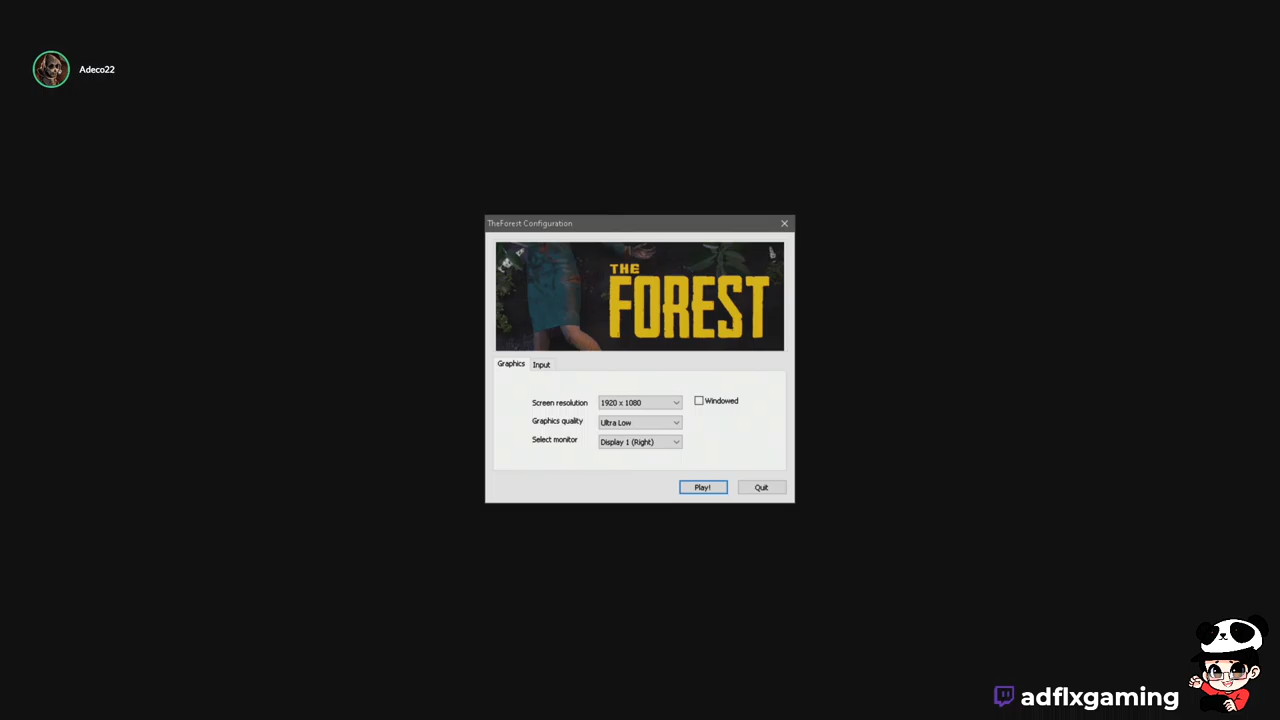 Adeco22
TheForest Configuration
THE
FOREST
Graphics
Input
Screen resolution
1920 x 1080
Windowed
Graphics quality
Ultra Low
Select monitor
Display 1 (Right)
Play!
Quit
adflxgaming